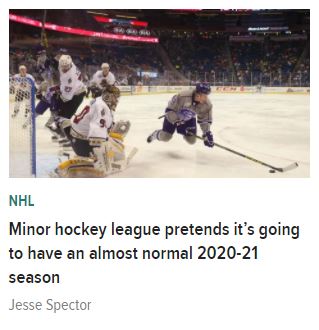 NHL
Minor hockey league pretends it's going
to have an almost normal 2020-21
season
Jesse Spector